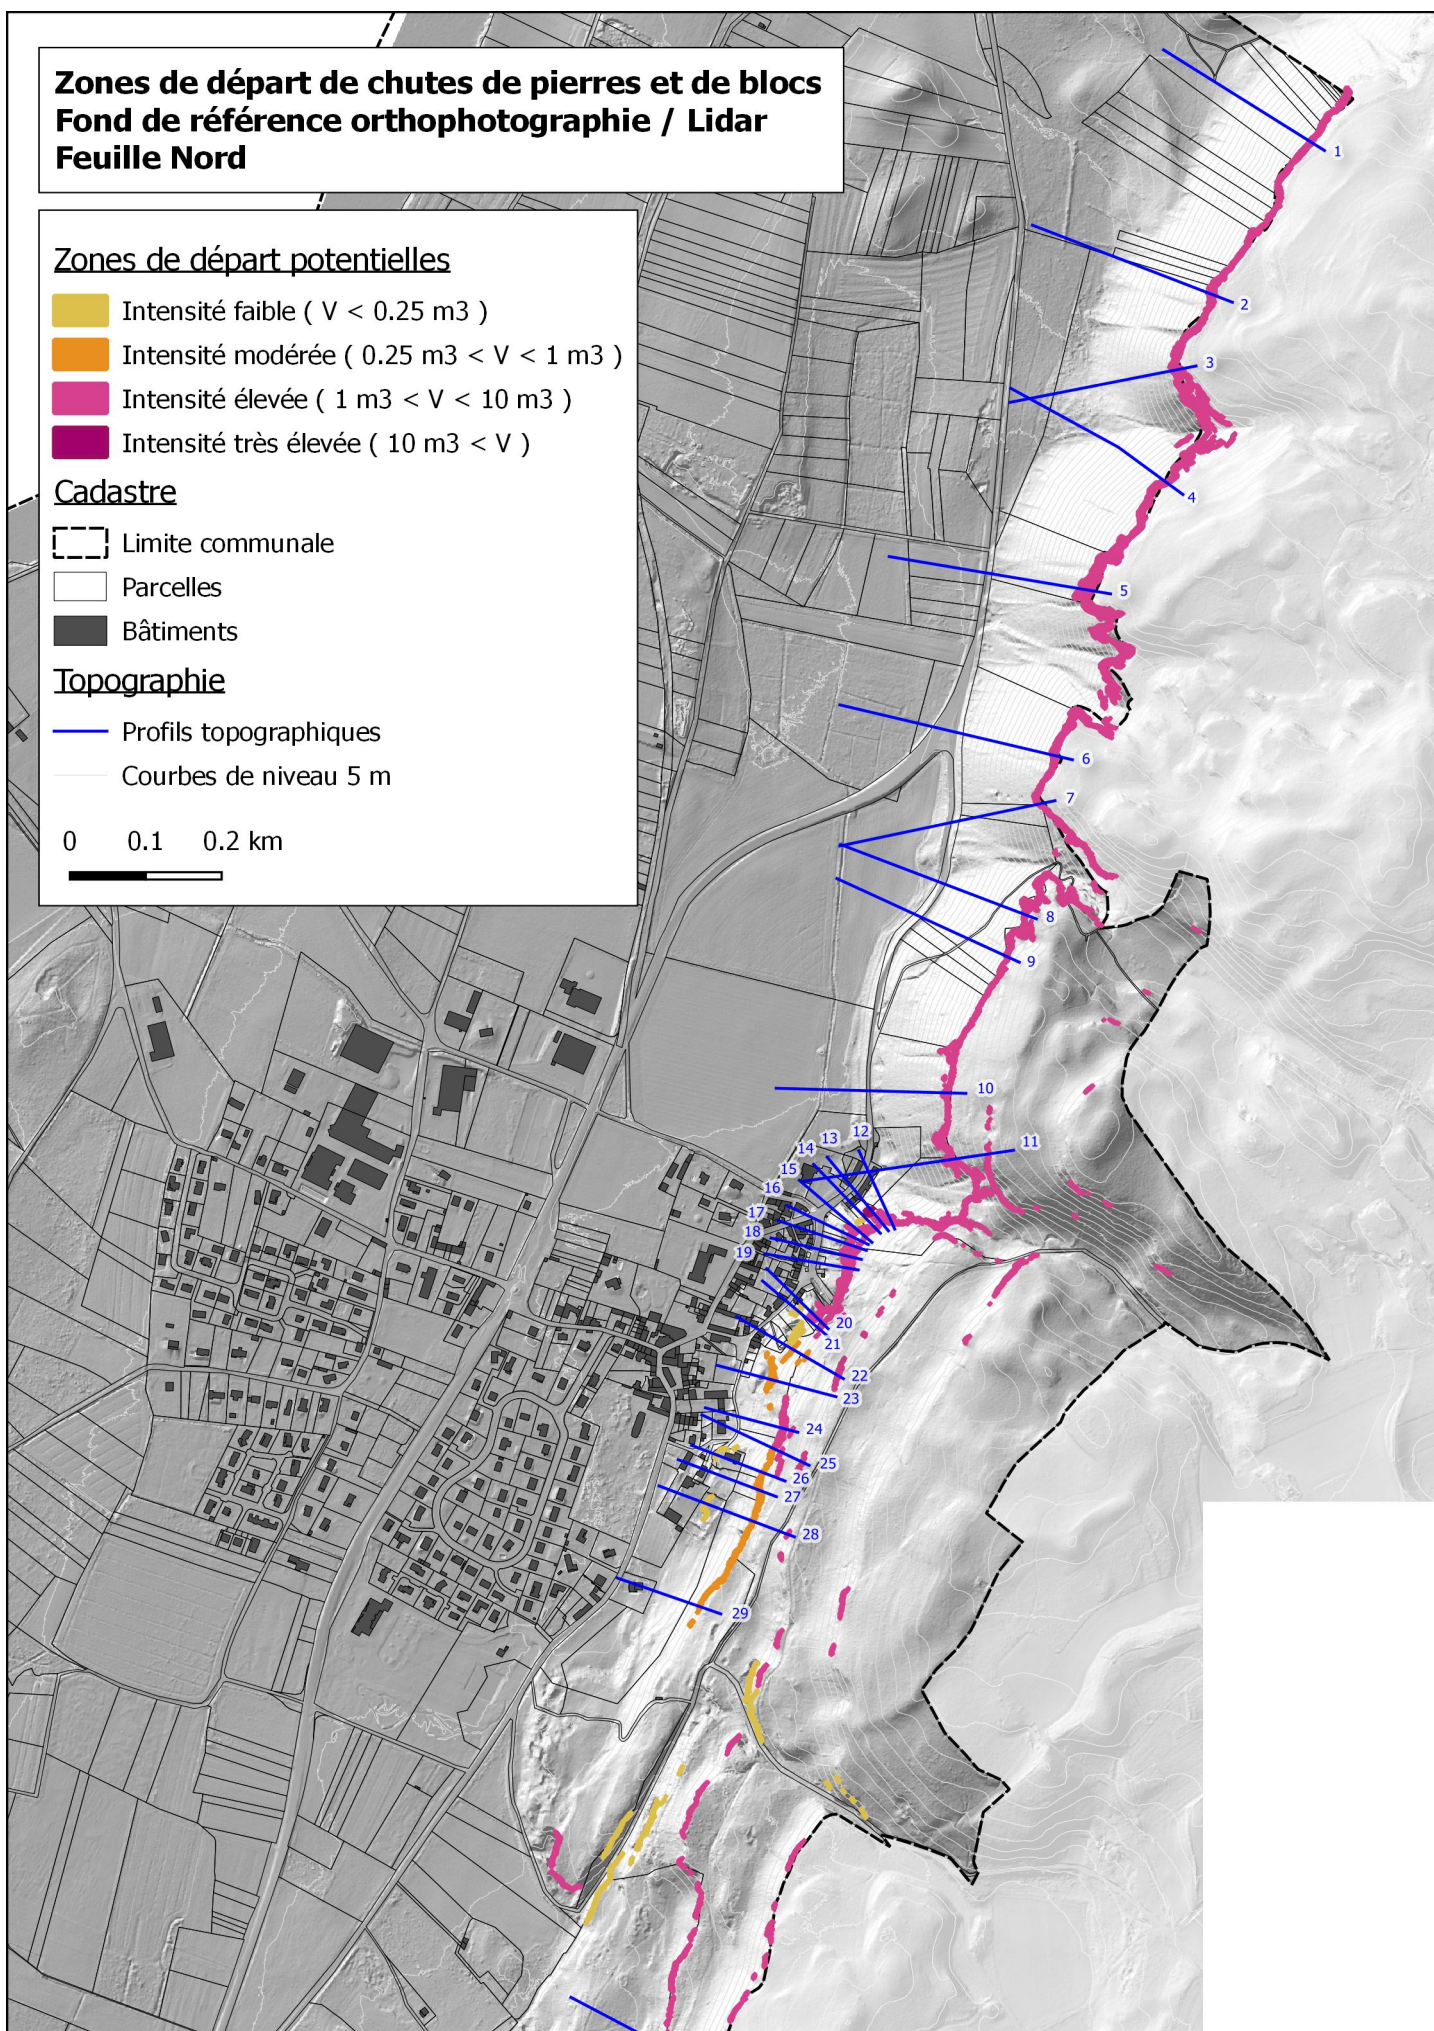 Zones de départ de chutes de pierres et de blocs
Fond de référence orthophotographie / Lidar
Feuille Nord
Zones de départ potentielles
Intensité faible ( V < 0.25 m3 )
Intensité modérée ( 0.25 m3 < V < 1 m3 )
Intensité élevée ( 1 m3 < V < 10 m3 )
Intensité très élevée ( 10 m3 < V )
Cadastre
Limite communale
Parcelles
Bâtiments
Topographie
Profils topographiques
Courbes de niveau 5 m
0 0.1 0.2 km
1
2
3
4
5
6
7
8
9
10
11
12
13
14
15
16
17
18
19
20
21
22
23
24
25
26
27
28
29